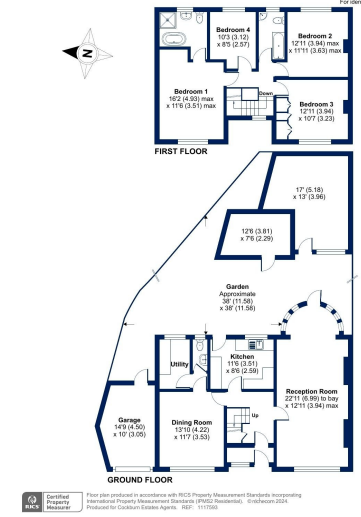 For iden
Bedroom 4
10'3 (3.12)
x 8'5 (2.57)
Bedroom 2
12'11 (3.94) max
x 11'11 (3.63) max
N
Bedroom 1
16'2 (4.93) max
x 11'6 (3.51) max
Down
Bedroom 3
12'11 (3.94)
x 10'7 (3.23)
FIRST FLOOR
17' (5.18)
x 13' (3.96)
12'6 (3.81)
x 7'6 (2.29)
Garden
Approximate
38' (11.58)
x 38' (11.58)
Utility
Kitchen
11'6 (3.51)
x 8'6 (2.59)
Reception Room
22'11 (6.99) to bay
x 12'11 (3.94) max
Garage
14'9 (4.50)
x 10' (3.05)
Dining Room
13'10 (4.22)
x 11'7 (3.53)
Up
GROUND FLOOR
RICS
Certified
Property
Measurer
Floor plan produced in accordance with RICS Property Measurement Standards incorporating
International Property Measurement Standards (IPMS2 Residential). © nichecom 2024.
Produced for Cockburn Estates Agents. REF: 1117593